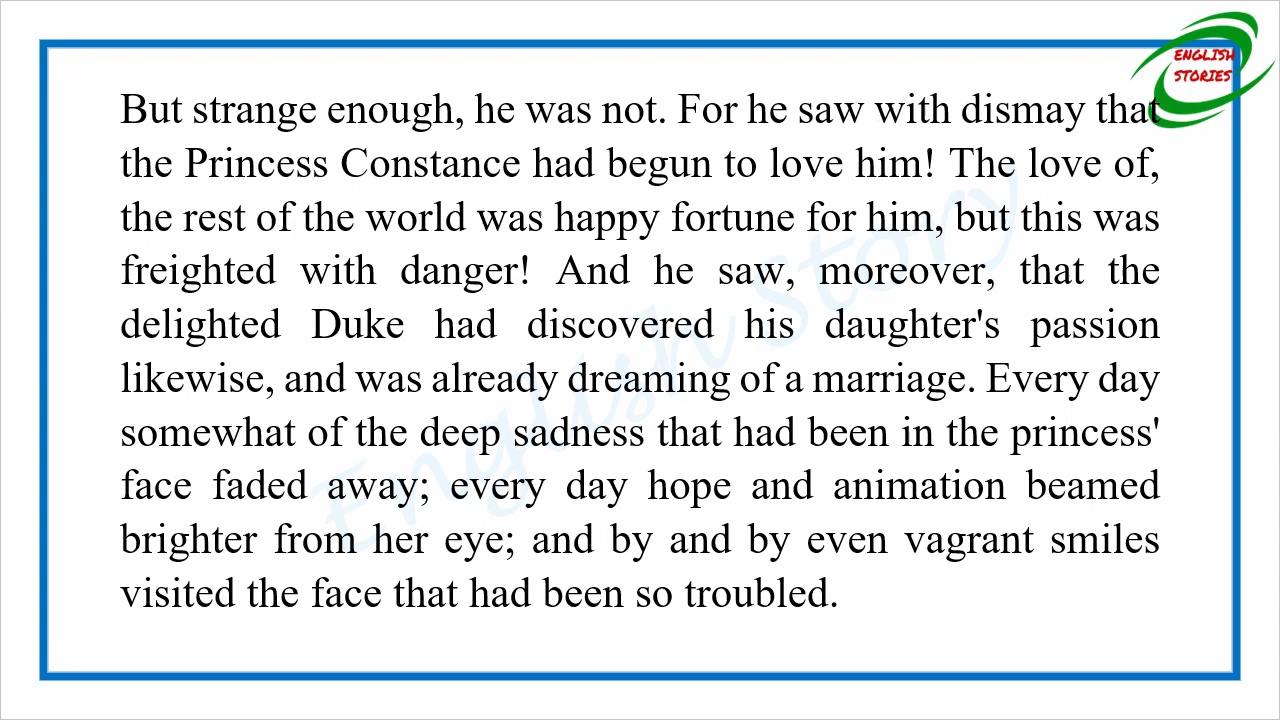 ENGLISH
STORIES
But strange enough, he was not. For he saw with dismay that
the Princess Constance had begun to love him! The love of,
the rest of the world was happy fortune for him, but this was
freighted with danger! And he saw, moreover, that the
delighted Duke had discovered his daughter's passion
likewise, and was already dreaming of a marriage. Every day
somewhat of the deep sadness that had been in the princess'
face faded away; every day hope and animation beamed
brighter from her eye; and by and by even vagrant smiles
visited the face that had been so troubled.
English Story